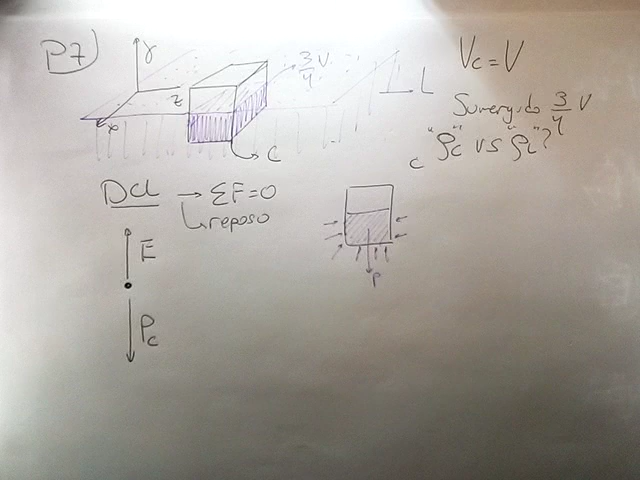 P7)
Y
z
x
3/4 V
L
C
Vc = V
Sumergido 3/4 V
¿ "ρc" vs "ρL"?
DCL → ΣF=0
↳ reposo
E
Pc
P